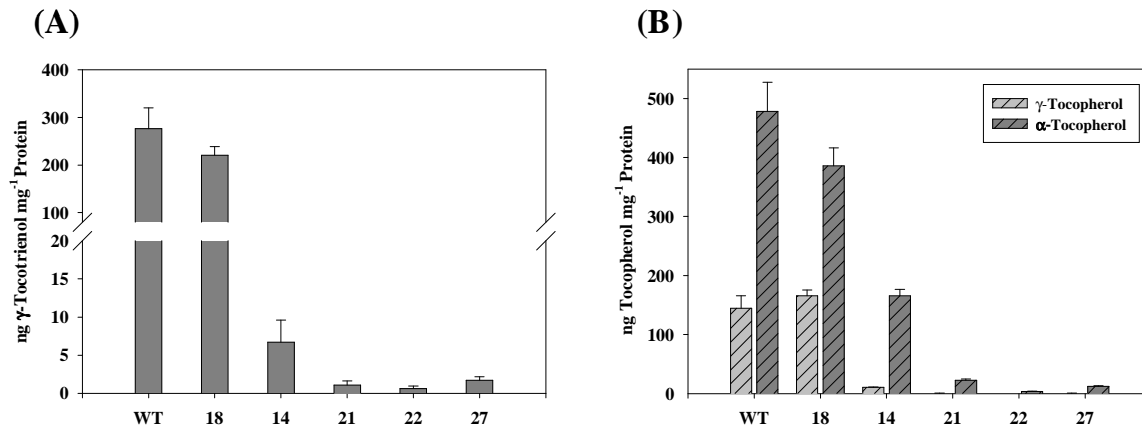 (A)
ng γ-Tocotrienol mg⁻¹ Protein
400
300
200
100
20
15
10
5
0
WT 18 14 21 22 27
(B)
ng Tocopherol mg⁻¹ Protein
500
400
300
200
100
0
γ-Tocopherol
α-Tocopherol
WT 18 14 21 22 27